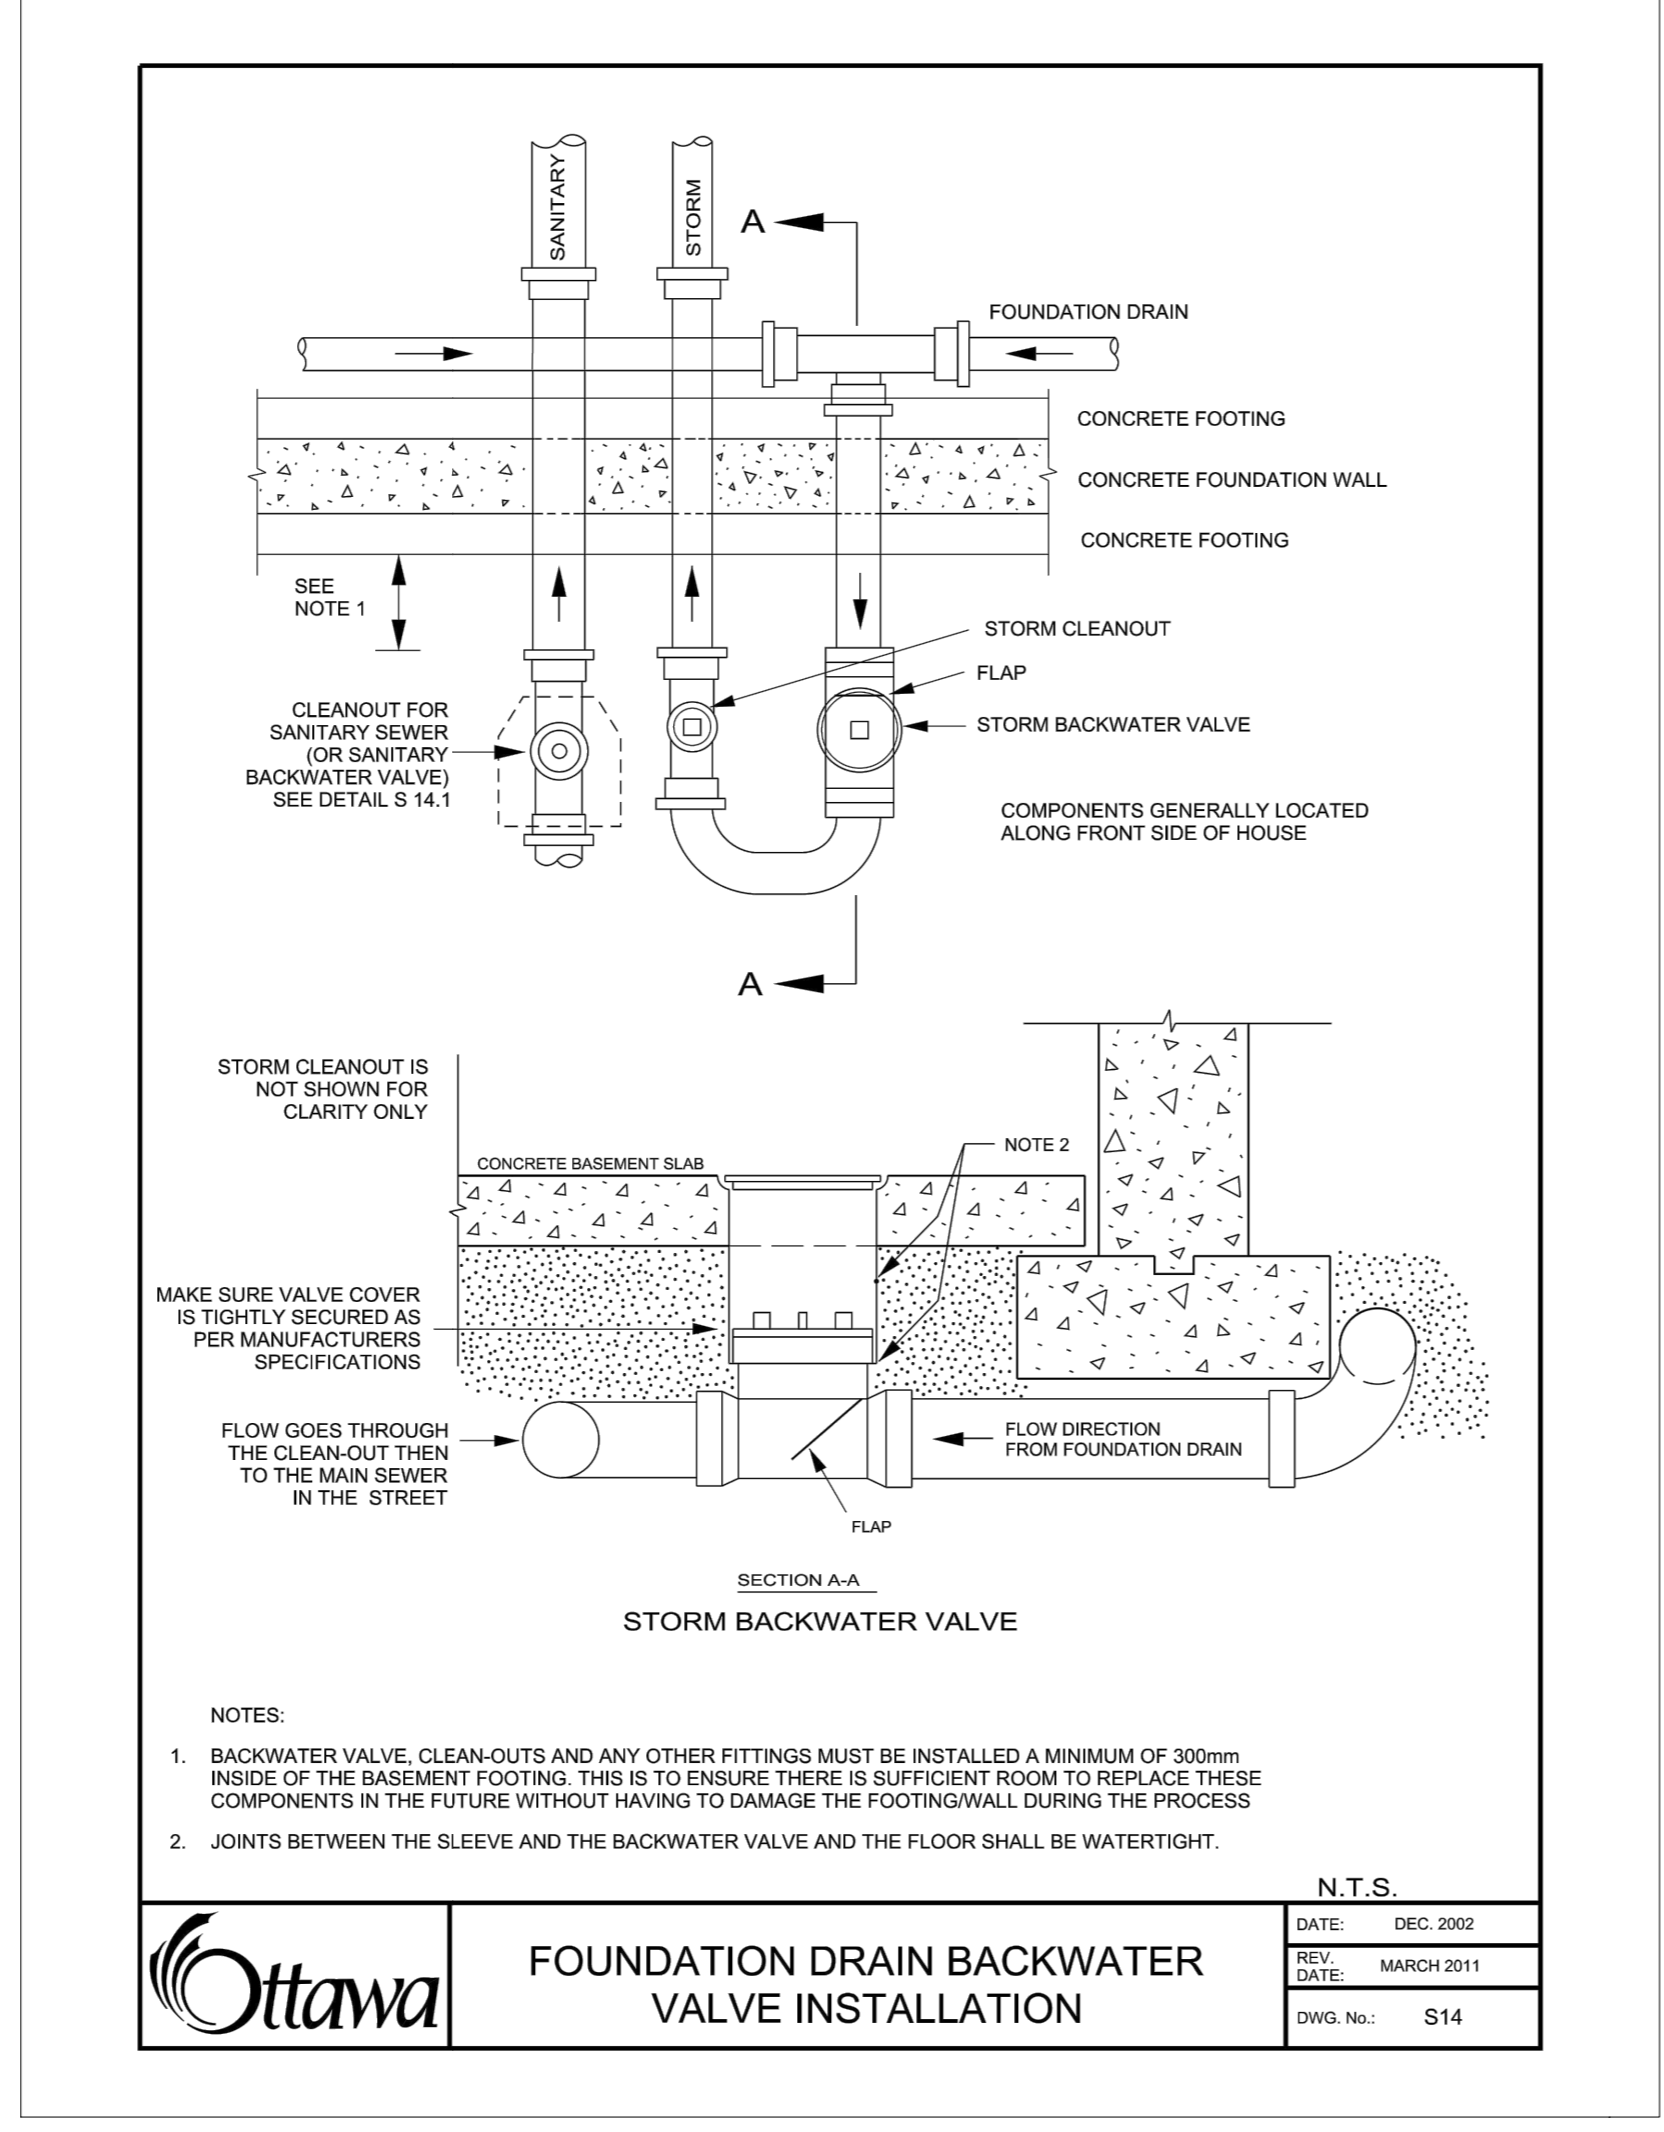 SANITARY
STORM
A
FOUNDATION DRAIN
CONCRETE FOOTING
CONCRETE FOUNDATION WALL
CONCRETE FOOTING
SEE
NOTE 1
STORM CLEANOUT
FLAP
STORM BACKWATER VALVE
CLEANOUT FOR
SANITARY SEWER
(OR SANITARY
BACKWATER VALVE)
SEE DETAIL S 14.1
COMPONENTS GENERALLY LOCATED
ALONG FRONT SIDE OF HOUSE
A
STORM CLEANOUT IS
NOT SHOWN FOR
CLARITY ONLY
NOTE 2
CONCRETE BASEMENT SLAB
MAKE SURE VALVE COVER
IS TIGHTLY SECURED AS
PER MANUFACTURERS
SPECIFICATIONS
FLOW GOES THROUGH
THE CLEAN-OUT THEN
TO THE MAIN SEWER
IN THE STREET
FLOW DIRECTION
FROM FOUNDATION DRAIN
FLAP
SECTION A-A
STORM BACKWATER VALVE
NOTES:
1. BACKWATER VALVE, CLEAN-OUTS AND ANY OTHER FITTINGS MUST BE INSTALLED A MINIMUM OF 300mm
INSIDE OF THE BASEMENT FOOTING. THIS IS TO ENSURE THERE IS SUFFICIENT ROOM TO REPLACE THESE
COMPONENTS IN THE FUTURE WITHOUT HAVING TO DAMAGE THE FOOTING/WALL DURING THE PROCESS
2. JOINTS BETWEEN THE SLEEVE AND THE BACKWATER VALVE AND THE FLOOR SHALL BE WATERTIGHT.
N.T.S.
Ottawa
FOUNDATION DRAIN BACKWATER
VALVE INSTALLATION
DATE: DEC. 2002
REV.
DATE: MARCH 2011
DWG. No.: S14